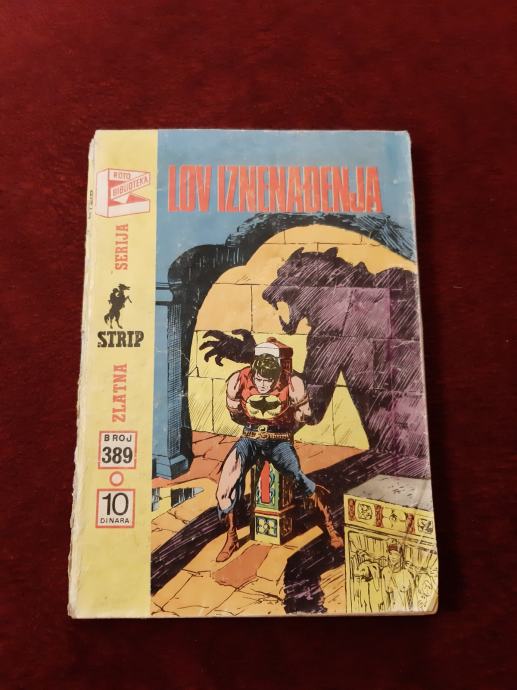 ROTO
BIBLIOTEKA
LOV IZNENAĐENJA
ZLATNA STRIP SERIJA
BROJ
389
10
DINARA